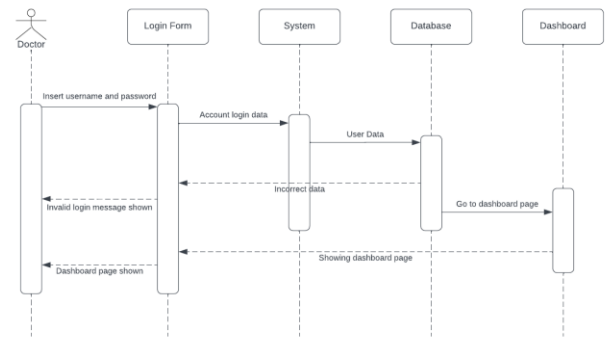 Doctor
Login Form
System
Database
Dashboard
Insert username and password
Account login data
User Data
Incorrect data
Invalid login message shown
Go to dashboard page
Showing dashboard page
Dashboard page shown